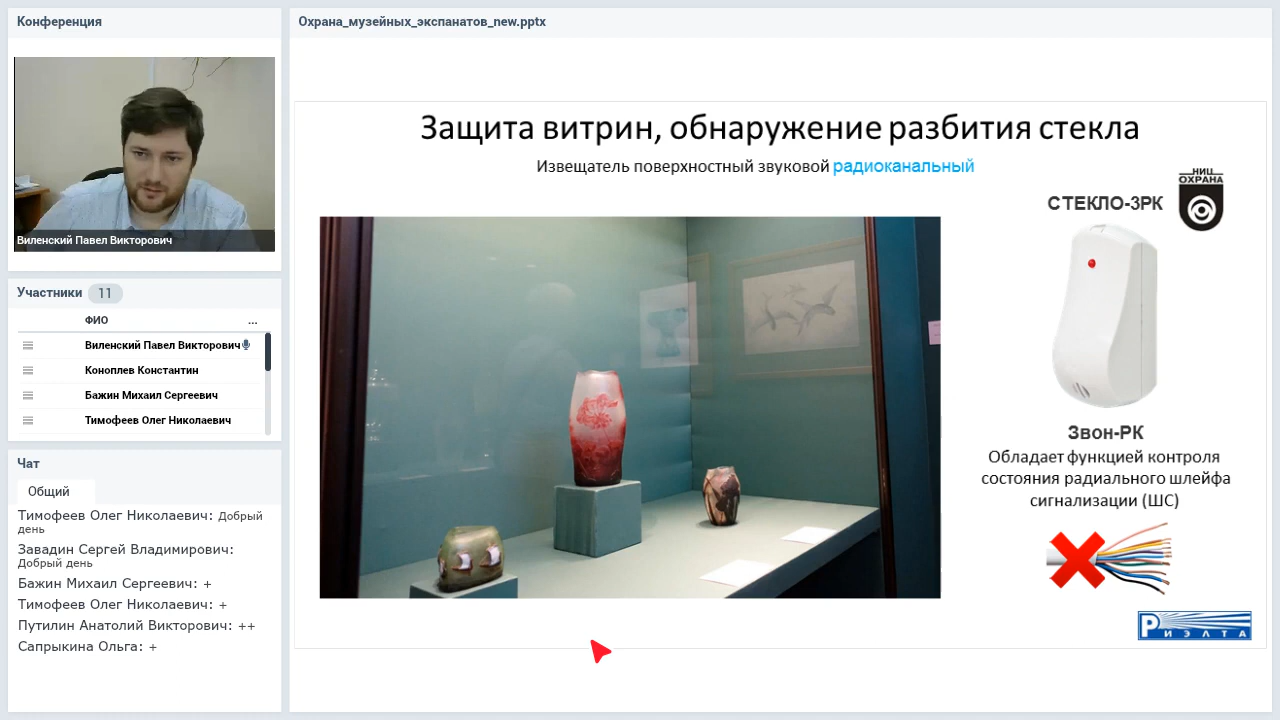 Конференция
Виленский Павел Викторович
Участники 11
ФИО ...
Виленский Павел Викторович
Коноплев Константин
Бажин Михаил Сергеевич
Тимофеев Олег Николаевич
Чат
Общий
Тимофеев Олег Николаевич: Добрый
день
Завадин Сергей Владимирович:
Добрый день
Бажин Михаил Сергеевич: +
Тимофеев Олег Николаевич: +
Путилин Анатолий Викторович: ++
Сапрыкина Ольга: +
Охрана_музейных_экспанатов_new.pptx
Защита витрин, обнаружение разбития стекла
Извещатель поверхностный звуковой радиоканальный
НИЦ
ОХРАНА
СТЕКЛО-3РК
Звон-РК
Обладает функцией контроля
состояния радиального шлейфа
сигнализации (ШС)
РИЭЛТА